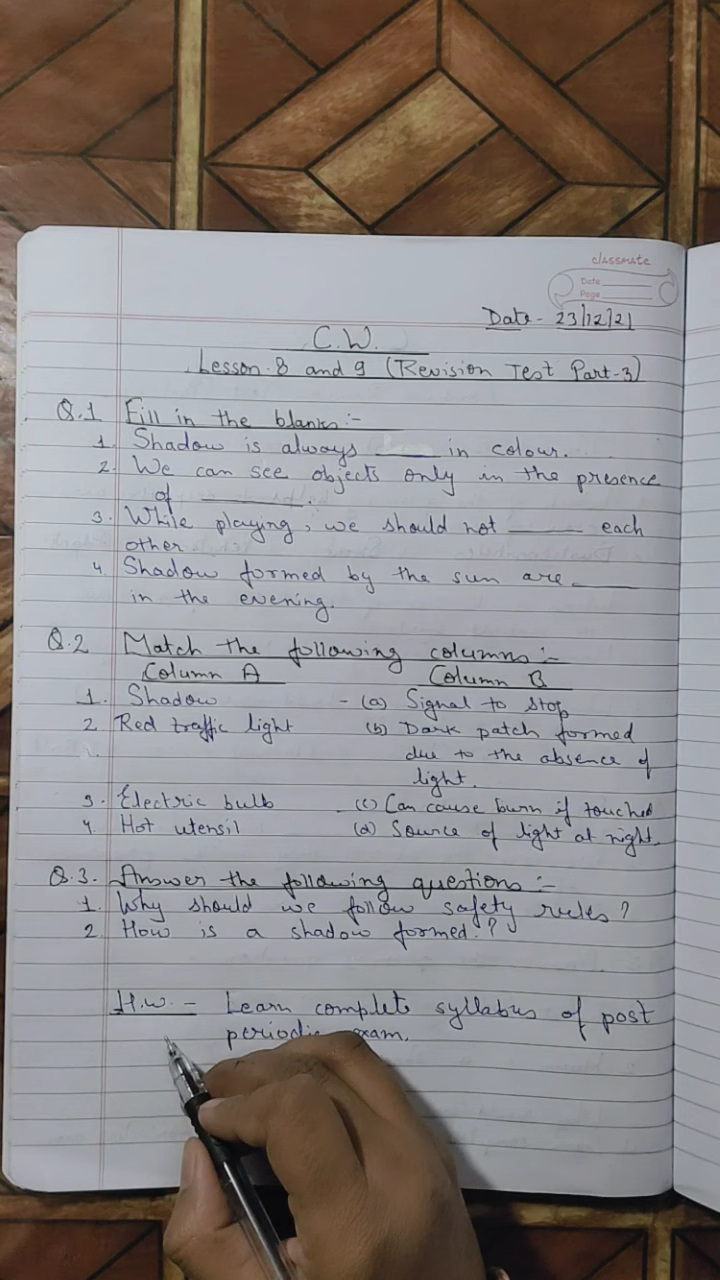 classmate
Date
Page
Date - 23/12/21
C.W.
Lesson. 8 and 9 (Revision Test Part-3)
Q.1 Fill in the blanks :-
1. Shadow is always ____ in colour.
2. We can see objects only in the presence
of ________.
3. While playing, we should not ____ each
other
4. Shadow formed by the sun are ____
in the evening.
Q.2 Match the following columns :-
Column A Column B
1. Shadow - (a) Signal to stop
2. Red traffic light (b) Dark patch formed
due to the absence of
light.
3. Electric bulb (c) Can cause burn if touched
4. Hot utensil (d) Source of light at night.
Q.3. Answer the following questions :-
1. Why should we follow safety rules?
2. How is a shadow formed.?
H.W. - Learn complete syllabus of post
periodic exam.